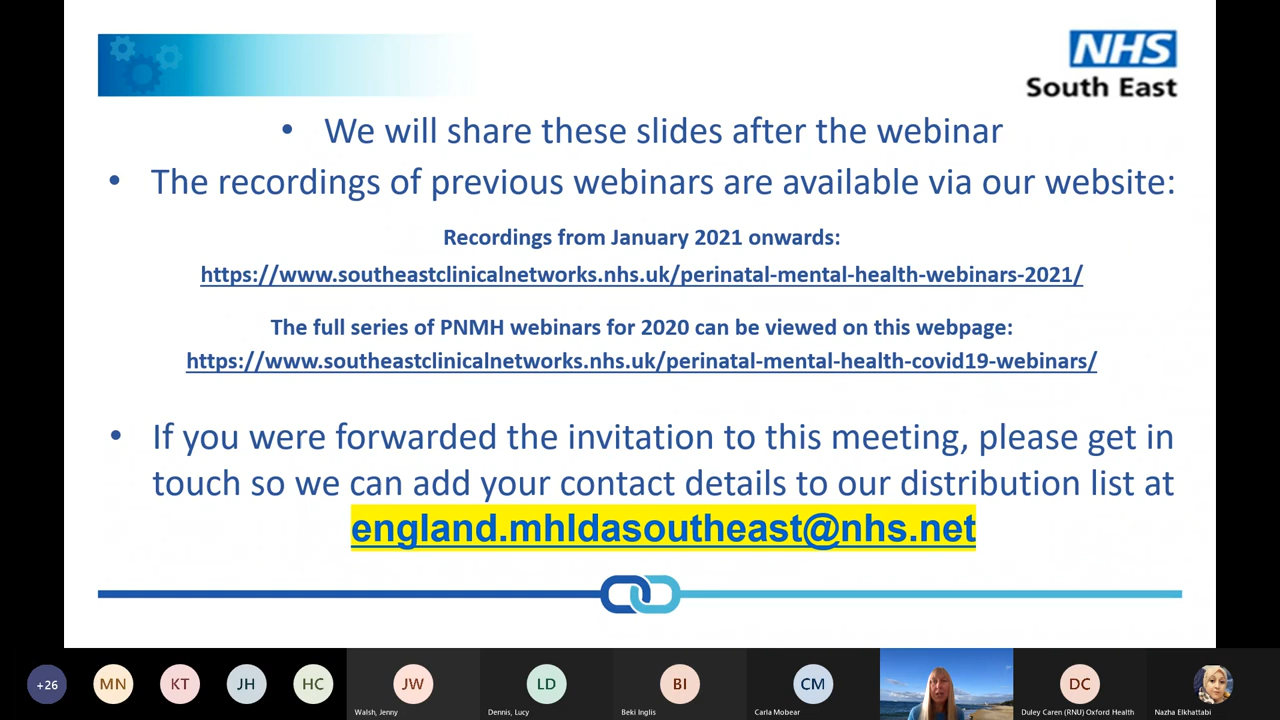 NHS
South East
• We will share these slides after the webinar
• The recordings of previous webinars are available via our website:
Recordings from January 2021 onwards:
https://www.southeastclinicalnetworks.nhs.uk/perinatal-mental-health-webinars-2021/
The full series of PNMH webinars for 2020 can be viewed on this webpage:
https://www.southeastclinicalnetworks.nhs.uk/perinatal-mental-health-covid19-webinars/
• If you were forwarded the invitation to this meeting, please get in
touch so we can add your contact details to our distribution list at
england.mhldasoutheast@nhs.net
+26 MN KT JH HC JW LD BI CM DC
Walsh, Jenny Dennis, Lucy Beki Inglis Carla Mobear Duley Caren (RNU) Oxford Health Nazha Elkhattabi